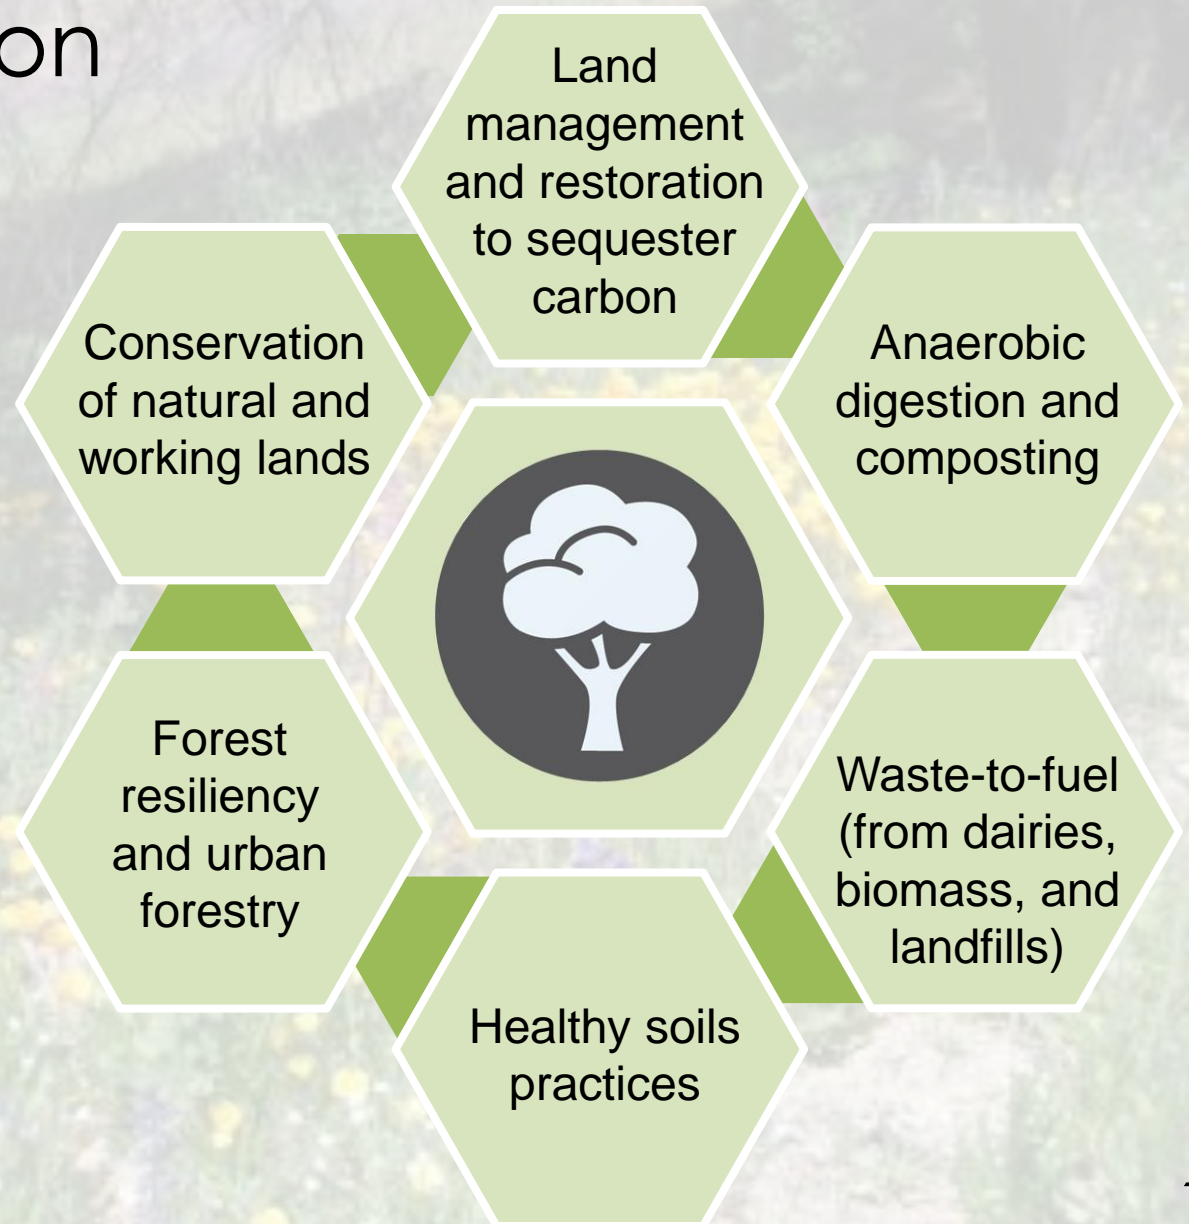 on
Land
management
and restoration
to sequester
carbon
Anaerobic
digestion and
composting
Waste-to-fuel
(from dairies,
biomass, and
landfills)
Healthy soils
practices
Forest
resiliency
and urban
forestry
Conservation
of natural and
working lands